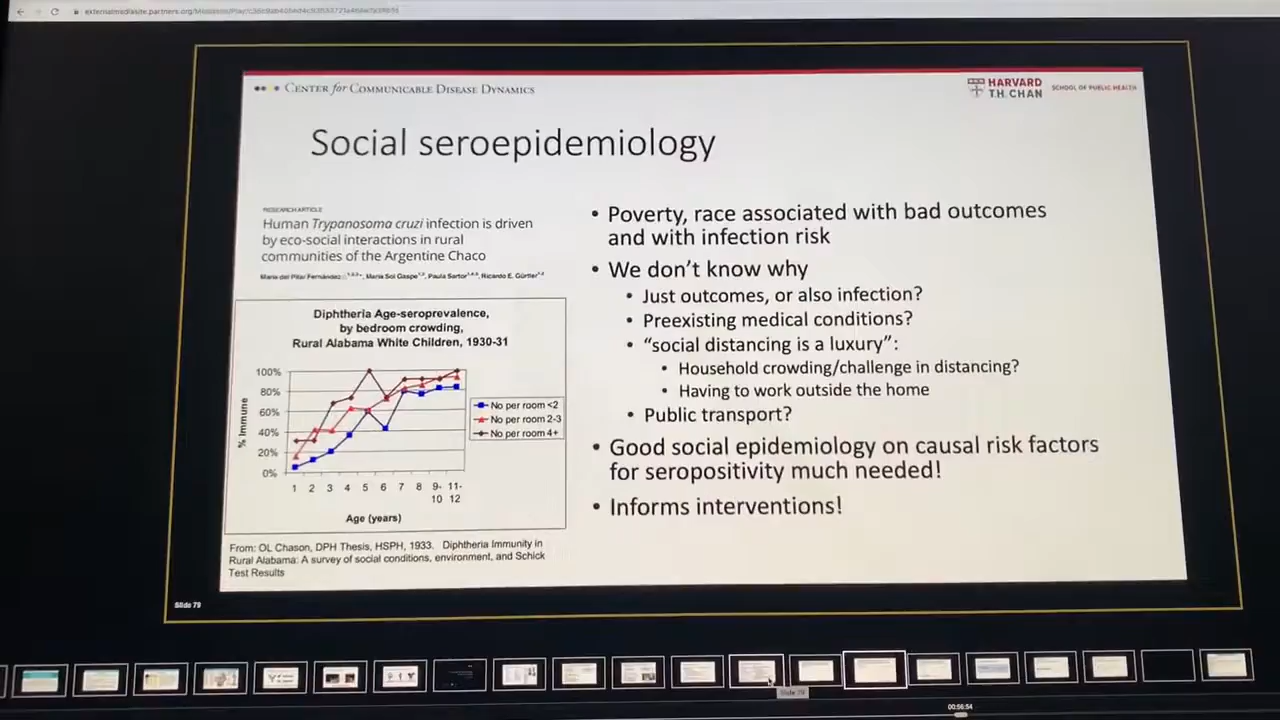 CENTER for COMMUNICABLE DISEASE DYNAMICS
HARVARD
T.H. CHAN
SCHOOL OF PUBLIC HEALTH
Social seroepidemiology
RESEARCH ARTICLE
Human Trypanosoma cruzi infection is driven
by eco-social interactions in rural
communities of the Argentine Chaco
María del Pilar Fernández, María Sol Gaspe, Paula Sartor, Ricardo E. Gürtler
Diphtheria Age-seroprevalence,
by bedroom crowding,
Rural Alabama White Children, 1930-31
% Immune
100%
80%
60%
40%
20%
0%
1 2 3 4 5 6 7 8 9- 11-
10 12
Age (years)
No per room <2
No per room 2-3
No per room 4+
From: OL Chason, DPH Thesis, HSPH, 1933. Diphtheria Immunity in
Rural Alabama: A survey of social conditions, environment, and Schick
Test Results
• Poverty, race associated with bad outcomes
and with infection risk
• We don't know why
• Just outcomes, or also infection?
• Preexisting medical conditions?
• “social distancing is a luxury”:
• Household crowding/challenge in distancing?
• Having to work outside the home
• Public transport?
• Good social epidemiology on causal risk factors
for seropositivity much needed!
• Informs interventions!
Slide 79
00:56:54